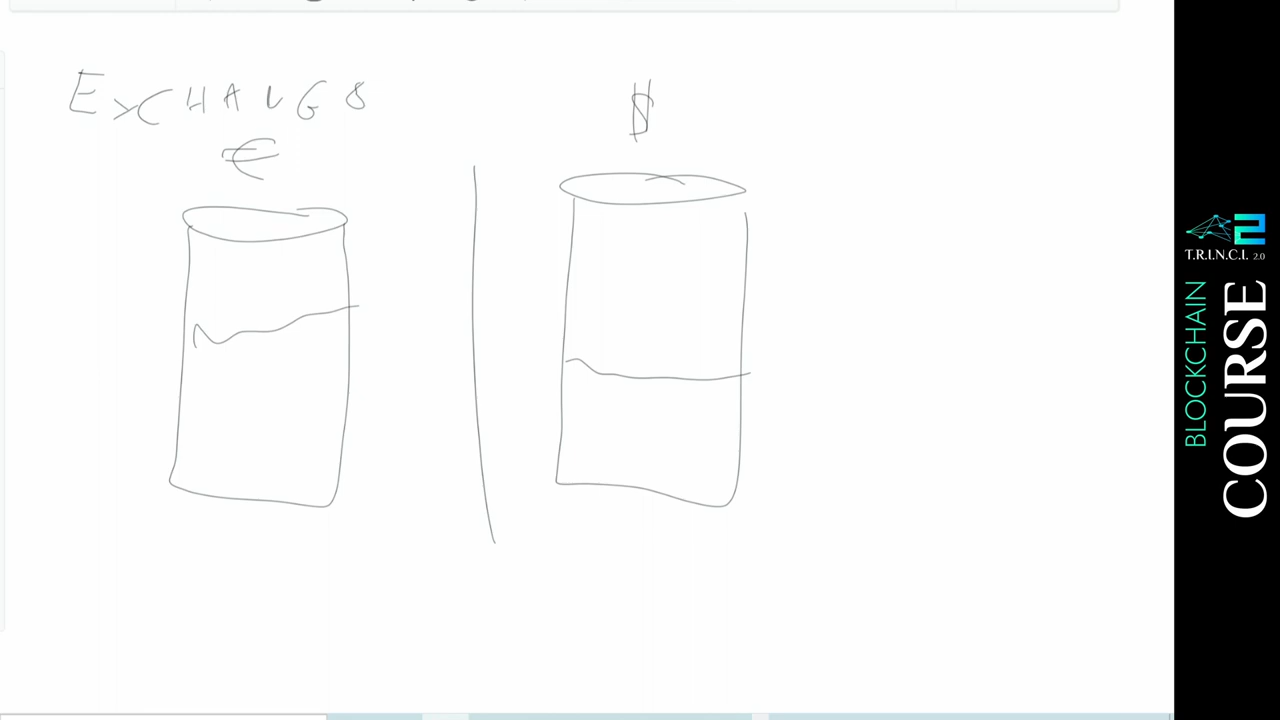 EXCHANGE
€
$
T.R.I.N.C.I. 2.0
BLOCKCHAIN
COURSE